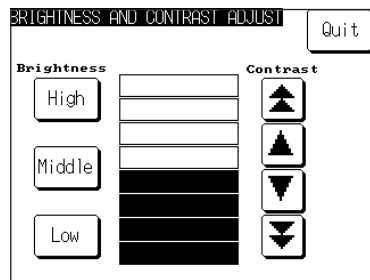 BRIGHTNESS AND CONTRAST ADJUST
Quit
Brightness
Contrast
High
Middle
Low